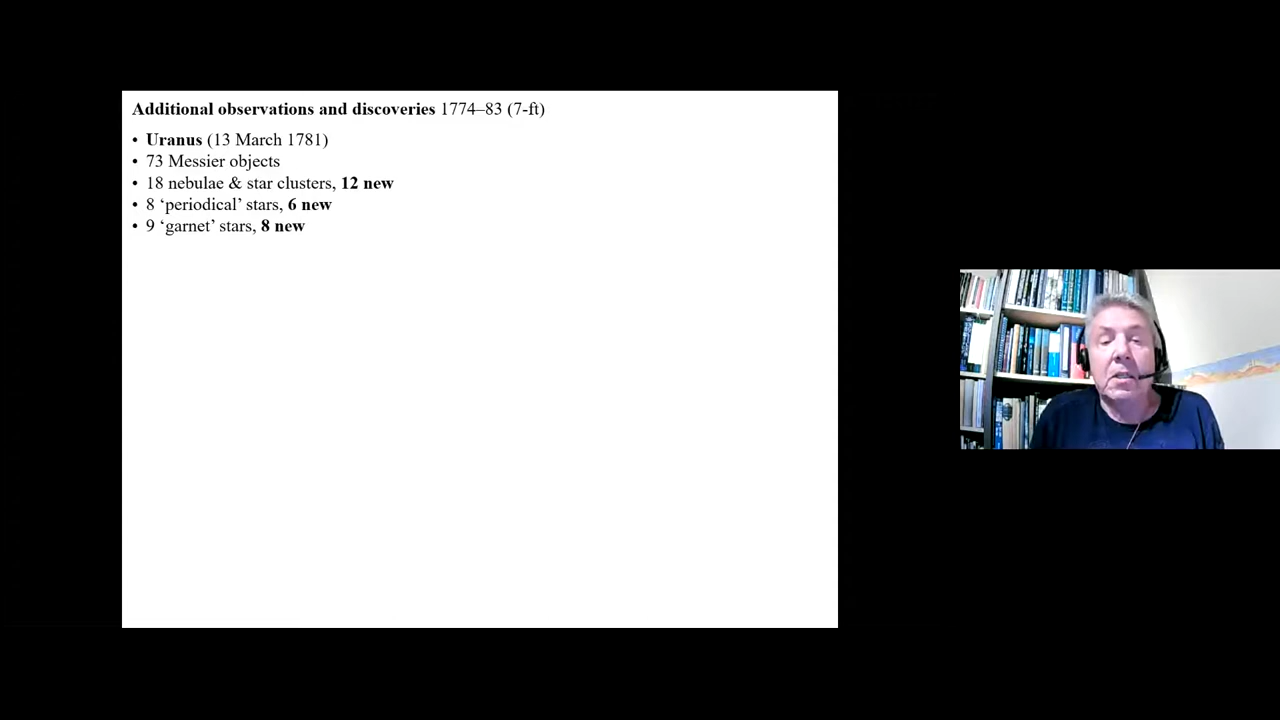 Additional observations and discoveries 1774–83 (7-ft)
• Uranus (13 March 1781)
• 73 Messier objects
• 18 nebulae & star clusters, 12 new
• 8 ‘periodical’ stars, 6 new
• 9 ‘garnet’ stars, 8 new